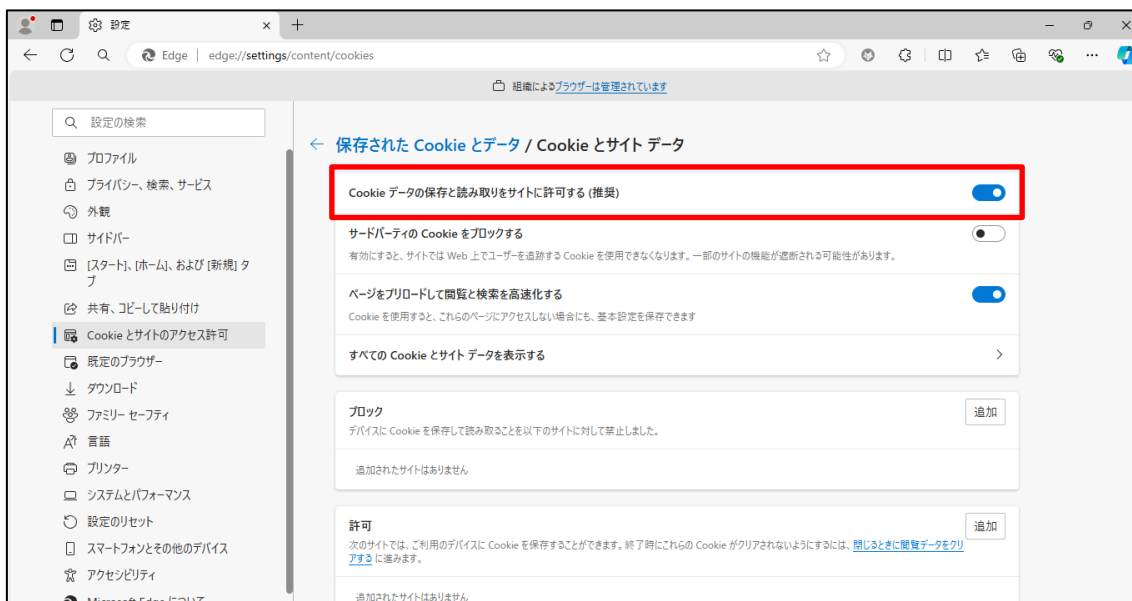 設定
Edge
edge://settings/content/cookies
組織によるブラウザーは管理されています
設定の検索
プロファイル
プライバシー、検索、サービス
外観
サイドバー
[スタート]、[ホーム]、および [新規] タ
ブ
共有、コピーして貼り付け
Cookie とサイトのアクセス許可
既定のブラウザー
ダウンロード
ファミリー セーフティ
言語
プリンター
システムとパフォーマンス
設定のリセット
スマートフォンとその他のデバイス
アクセシビリティ
Microsoft Edge について
保存された Cookie とデータ / Cookie とサイト データ
Cookie データの保存と読み取りをサイトに許可する (推奨)
サードパーティの Cookie をブロックする
有効にすると、サイトでは Web 上でユーザーを追跡する Cookie を使用できなくなります。一部のサイトの機能が遮断される可能性があります。
ページをプリロードして閲覧と検索を高速化する
Cookie を使用すると、これらのページにアクセスしない場合にも、基本設定を保存できます
すべての Cookie とサイト データを表示する
ブロック
追加
デバイスに Cookie を保存して読み取ることを以下のサイトに対して禁止しました。
追加されたサイトはありません
許可
追加
次のサイトでは、ご利用のデバイスに Cookie を保存することができます。終了時にこれらの Cookie がクリアされないようにするには、閉じるときに閲覧データをクリ
アする に進みます。
追加されたサイトはありません